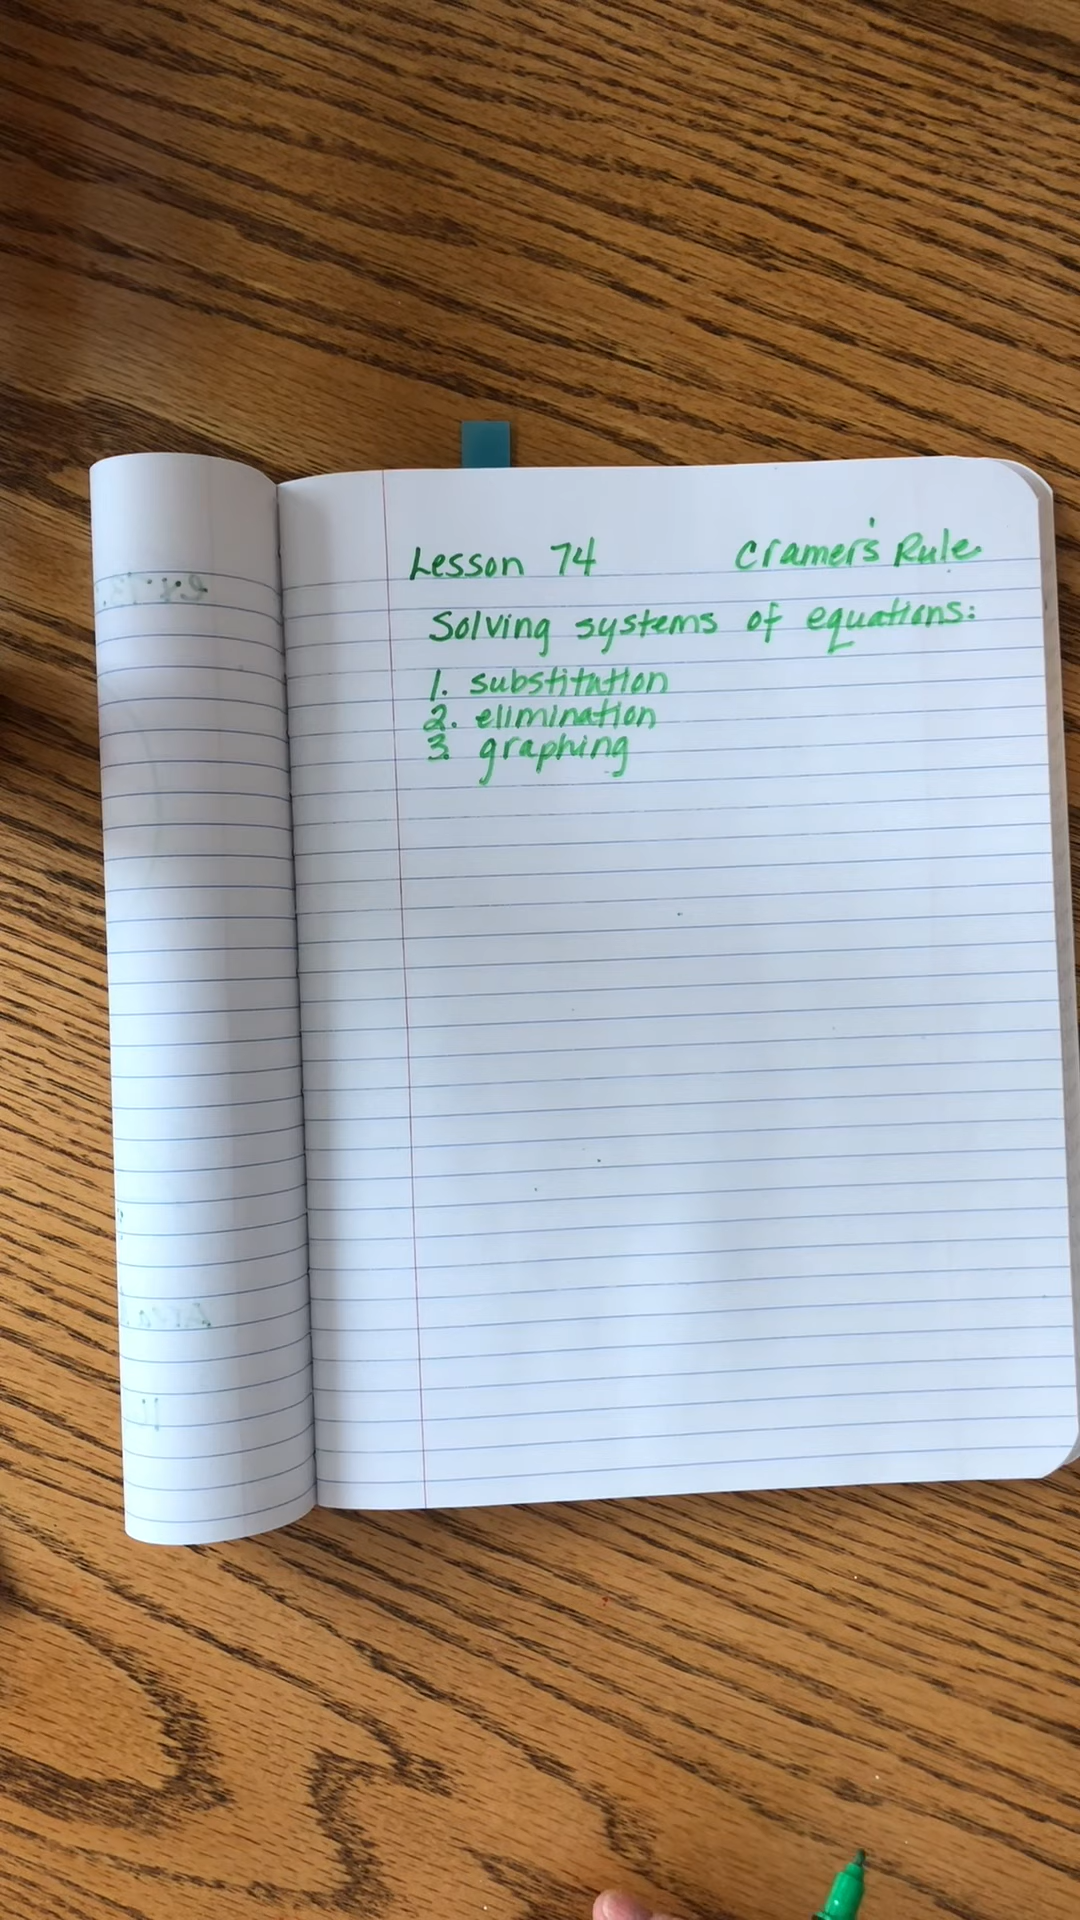 Lesson 74 Cramer's Rule
Solving systems of equations:
1. substitution
2. elimination
3. graphing